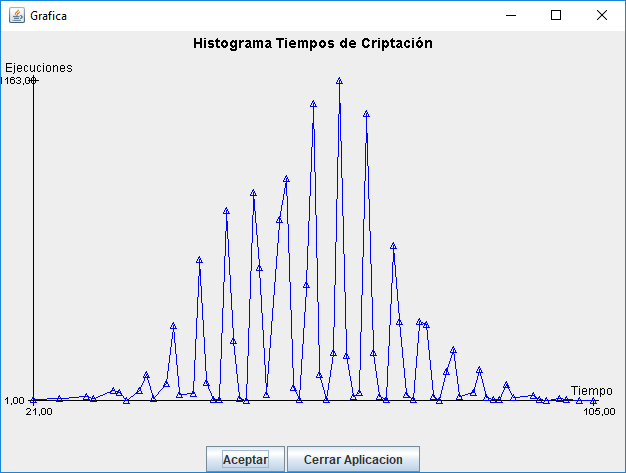 Grafica
Histograma Tiempos de Criptación
Ejecuciones
163,00
Tiempo
1,00
21,00
105,00
Aceptar
Cerrar Aplicacion